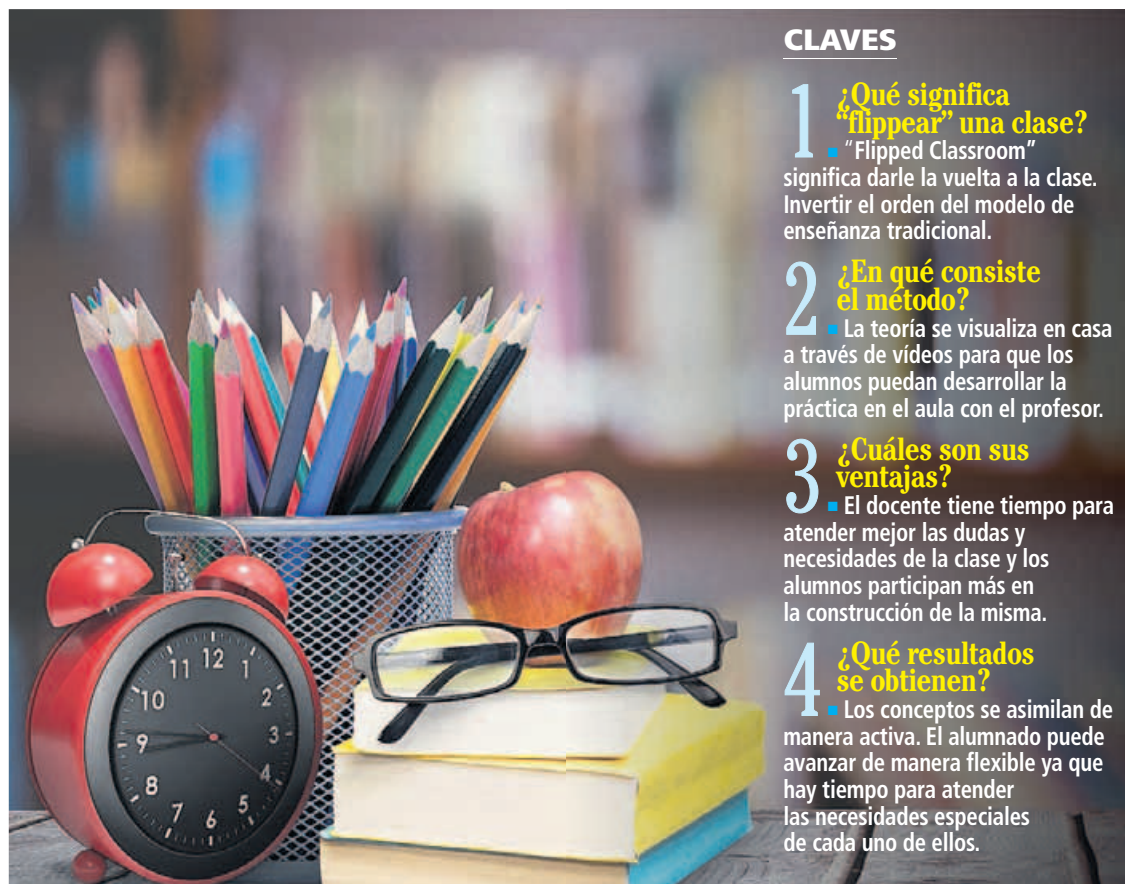 CLAVES
1 ¿Qué significa
“flippear” una clase?
“Flipped Classroom”
significa darle la vuelta a la clase.
Invertir el orden del modelo de
enseñanza tradicional.
2 ¿En qué consiste
el método?
La teoría se visualiza en casa
a través de vídeos para que los
alumnos puedan desarrollar la
práctica en el aula con el profesor.
3 ¿Cuáles son sus
ventajas?
El docente tiene tiempo para
atender mejor las dudas y
necesidades de la clase y los
alumnos participan más en
la construcción de la misma.
4 ¿Qué resultados
se obtienen?
Los conceptos se asimilan de
manera activa. El alumnado puede
avanzar de manera flexible ya que
hay tiempo para atender
las necesidades especiales
de cada uno de ellos.
12
11 1
10 2
9 3
8 4
7 5
6